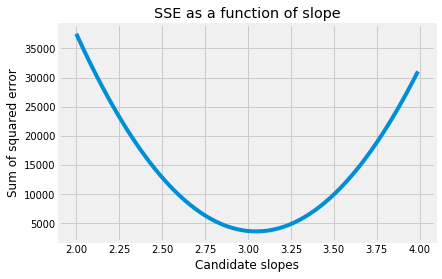 SSE as a function of slope
35000
30000
25000
20000
15000
10000
5000
Sum of squared error
2.00 2.25 2.50 2.75 3.00 3.25 3.50 3.75 4.00
Candidate slopes